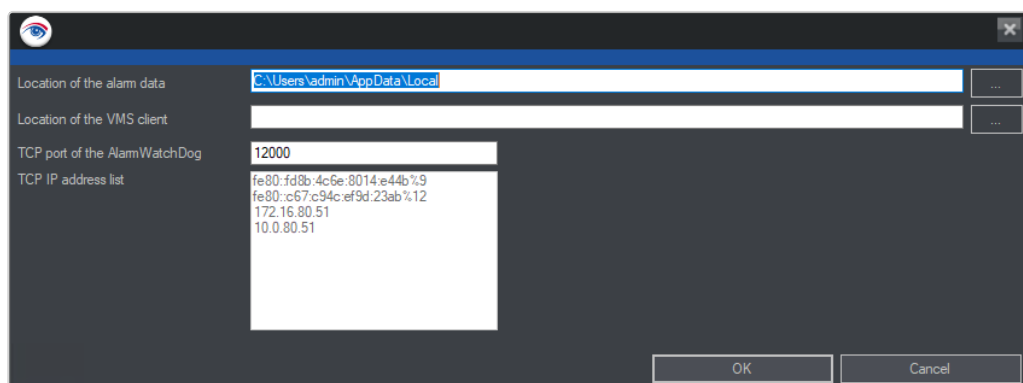 Location of the alarm data
C:\Users\admin\AppData\Local
...
Location of the VMS client
...
TCP port of the AlarmWatchDog
12000
TCP IP address list
fe80::fd8b:4c6e:8014:e44b%9
fe80::c67:c94c:ef9d:23ab%12
172.16.80.51
10.0.80.51
OK
Cancel